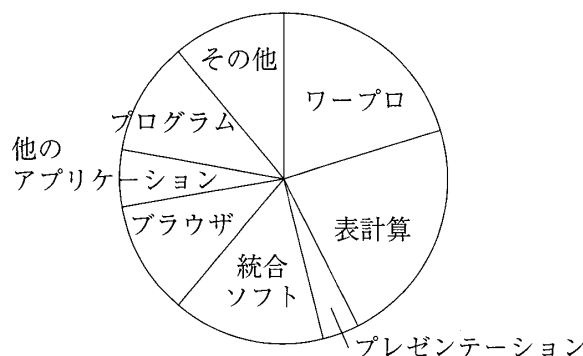 その他
ワープロ
プログラム
他の
アプリケーション
ブラウザ
表計算
統合
ソフト
プレゼンテーション